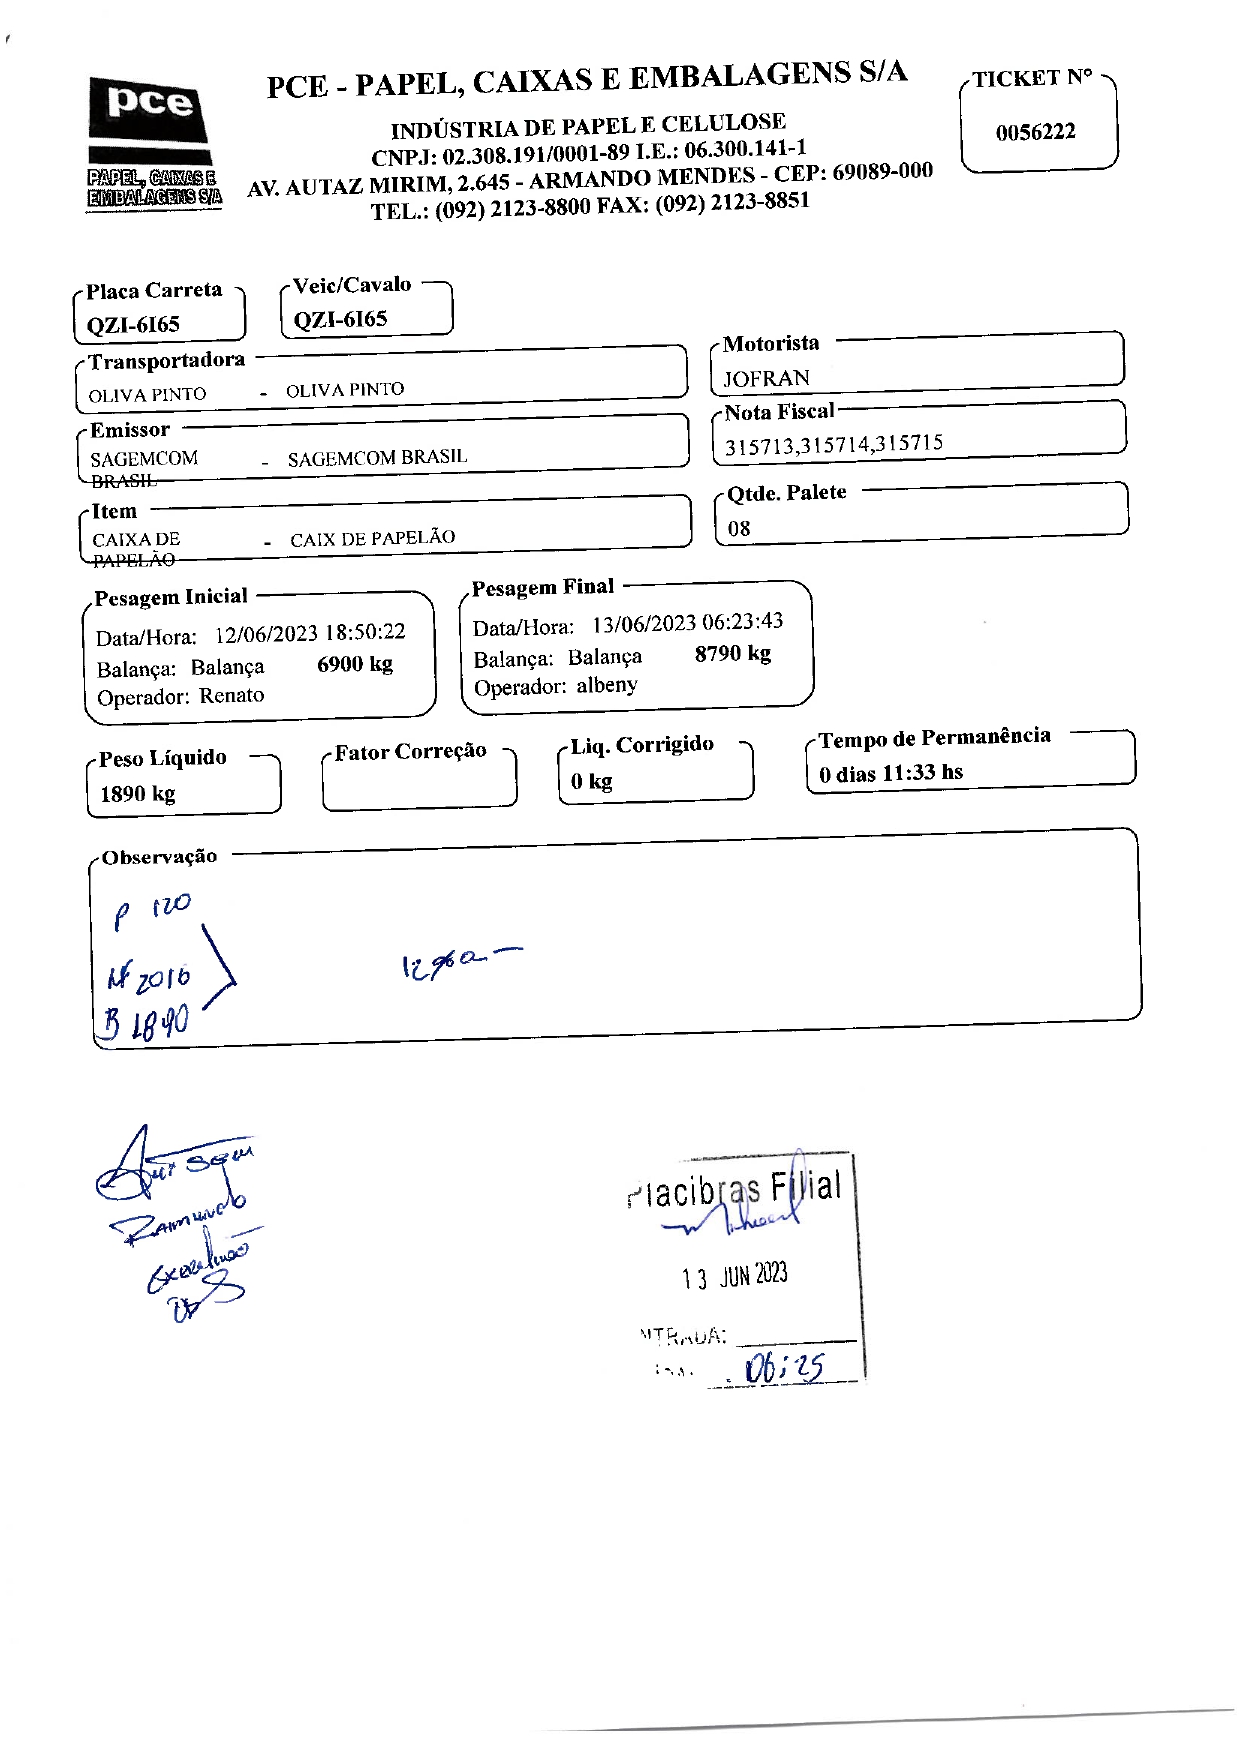 pce
PAPEL, CAIXAS E
EMBALAGENS S/A
PCE - PAPEL, CAIXAS E EMBALAGENS S/A
INDÚSTRIA DE PAPEL E CELULOSE
CNPJ: 02.308.191/0001-89 I.E.: 06.300.141-1
AV. AUTAZ MIRIM, 2.645 - ARMANDO MENDES - CEP: 69089-000
TEL.: (092) 2123-8800 FAX: (092) 2123-8851
TICKET Nº
0056222
Placa Carreta
QZI-6I65
Veic/Cavalo
QZI-6I65
Transportadora
OLIVA PINTO - OLIVA PINTO
Motorista
JOFRAN
Emissor
SAGEMCOM - SAGEMCOM BRASIL
BRASIL
Nota Fiscal
315713,315714,315715
Item
CAIXA DE - CAIX DE PAPELÃO
PAPELÃO
Qtde. Palete
08
Pesagem Inicial
Data/Hora: 12/06/2023 18:50:22
Balança: Balança 6900 kg
Operador: Renato
Pesagem Final
Data/Hora: 13/06/2023 06:23:43
Balança: Balança 8790 kg
Operador: albeny
Peso Líquido
1890 kg
Fator Correção
Liq. Corrigido
0 kg
Tempo de Permanência
0 dias 11:33 hs
Observação
P 120
NF 2016
B 1890
Raimundo
Placibras Filial
13 JUN 2023
NTRADA:
06:25